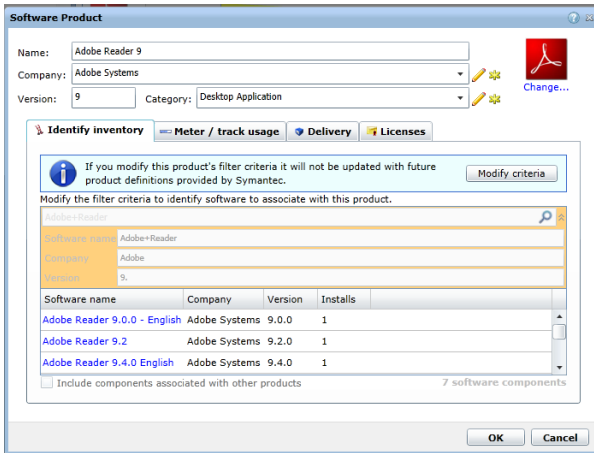 Software Product
Name: Adobe Reader 9
Company: Adobe Systems
Version: 9 Category: Desktop Application
Change...
Identify inventory Meter / track usage Delivery Licenses
If you modify this product's filter criteria it will not be updated with future
product definitions provided by Symantec.
Modify criteria
Modify the filter criteria to identify software to associate with this product.
Adobe+Reader
Software name Adobe+Reader
Company Adobe
Version 9.
Software name Company Version Installs
Adobe Reader 9.0.0 - English Adobe Systems 9.0.0 1
Adobe Reader 9.2 Adobe Systems 9.2.0 1
Adobe Reader 9.4.0 English Adobe Systems 9.4.0 1
Include components associated with other products 7 software components
OK Cancel